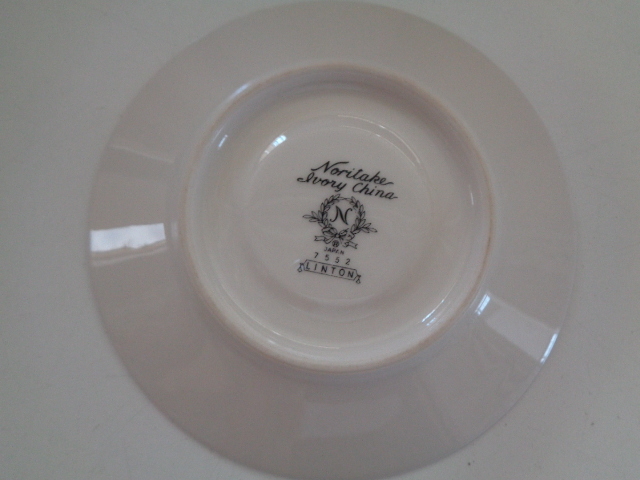 Noritake
Ivory China
N
JAPAN
7552
LINTON